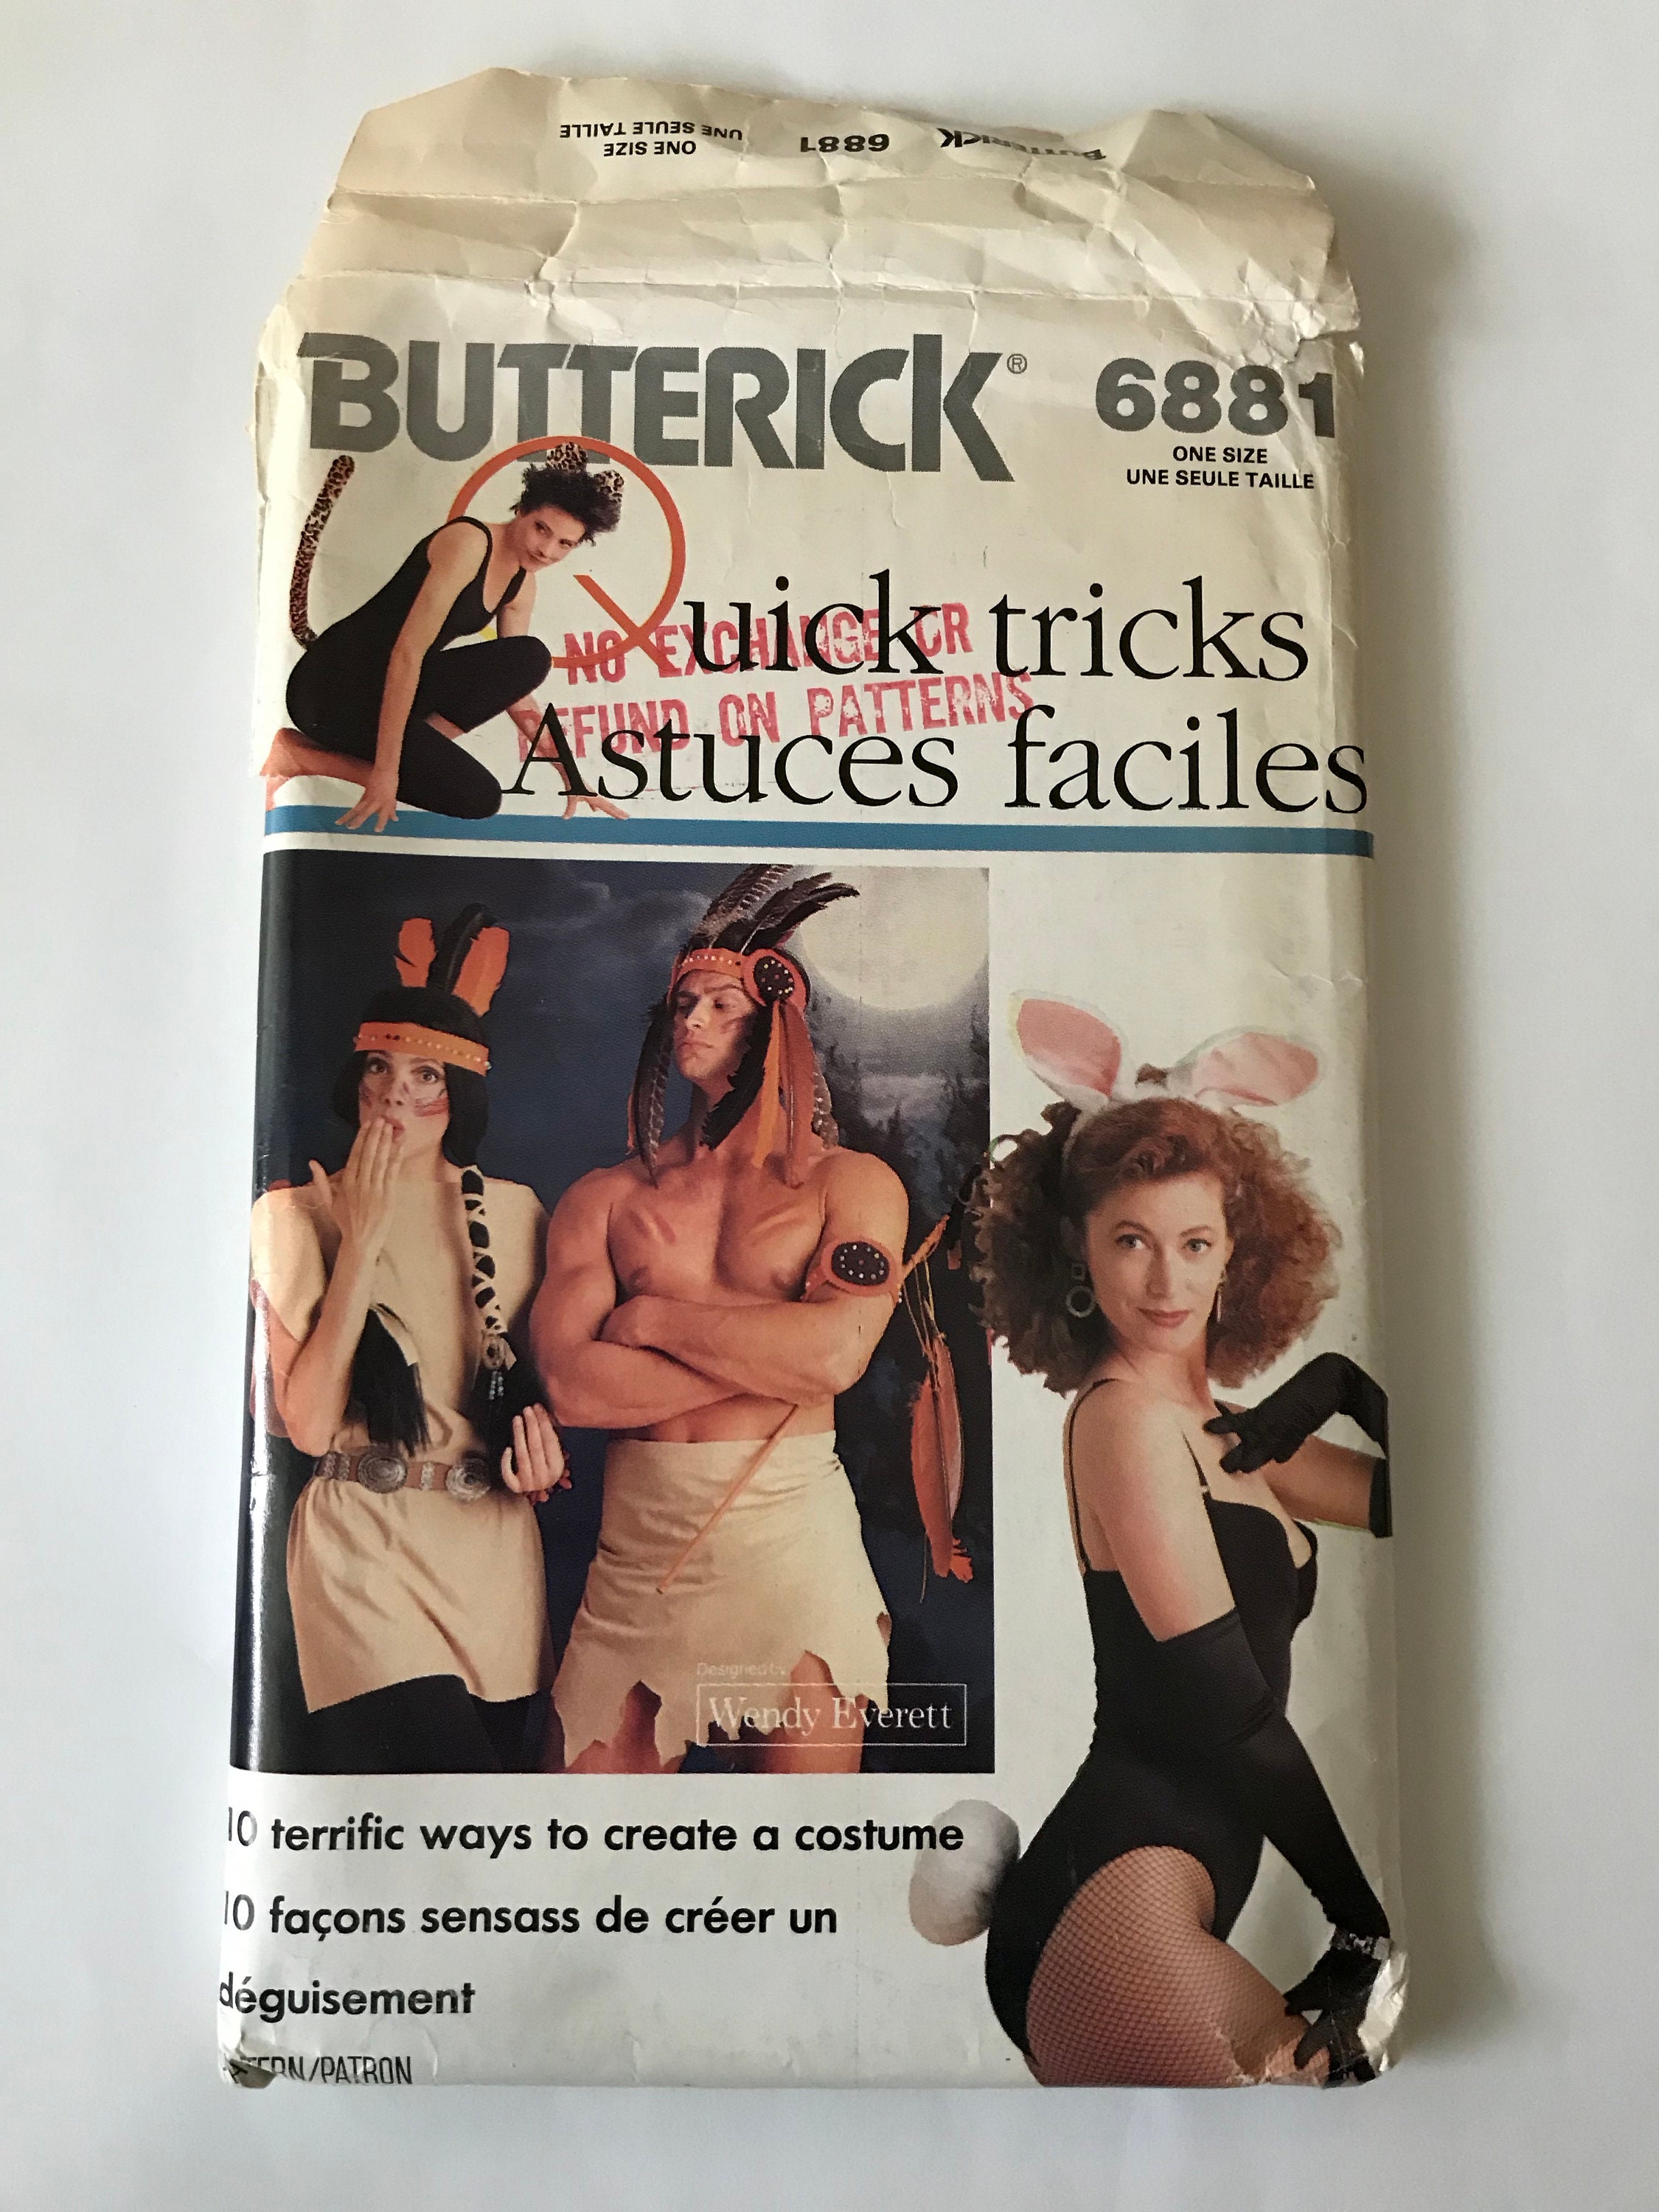 ONE SIZE
UNE SEULE TAILLE
6881
BUTTERICK
BUTTERICK® 6881
ONE SIZE
UNE SEULE TAILLE
Quick tricks
NO EXCHANGE OR
REFUND ON PATTERNS
Astuces faciles
Designed by
Wendy Everett
10 terrific ways to create a costume
10 façons sensass de créer un
déguisement
PATTERN/PATRON